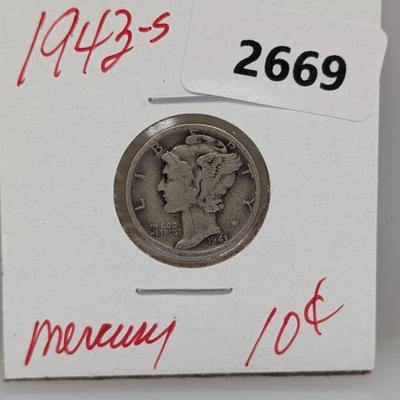 1943-S
2669
LIBERTY
IN GOD
WE TRUST
1943
Mercury 10¢